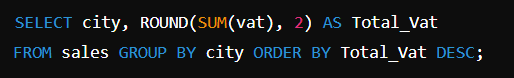 SELECT city, ROUND(SUM(vat), 2) AS Total_Vat
FROM sales GROUP BY city ORDER BY Total_Vat DESC;